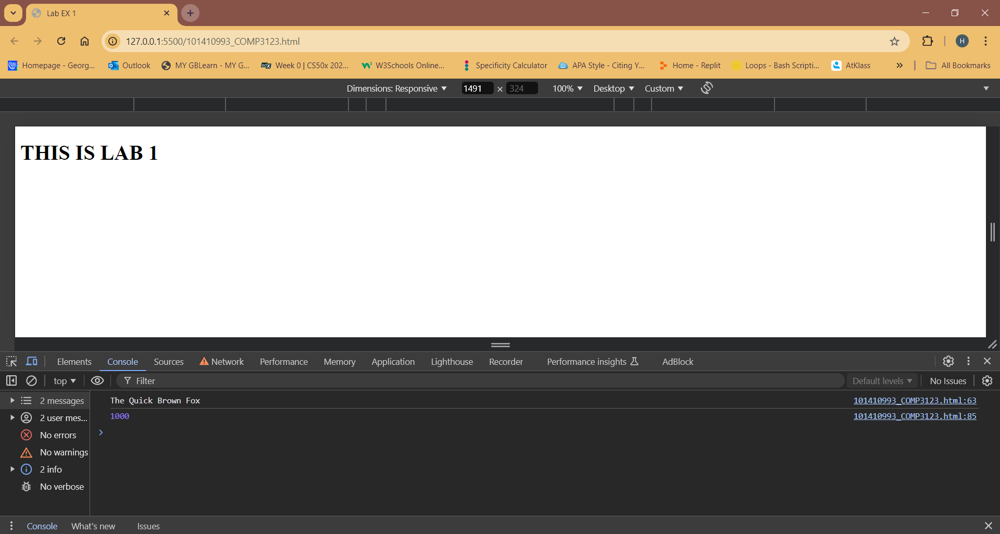 Lab EX 1
127.0.0.1:5500/101410993_COMP3123.html
H
Homepage - Georg...
Outlook
MY GBLearn - MY G...
edX
Week 0 | CS50x 202...
W3Schools Online...
Specificity Calculator
APA Style - Citing Y...
Home - Replit
Loops - Bash Scripti...
AtKlass
All Bookmarks
Dimensions: Responsive 1491 × 324 100% Desktop Custom
THIS IS LAB 1
Elements Console Sources Network Performance Memory Application Lighthouse Recorder Performance insights AdBlock
top Filter Default levels No Issues
2 messages
2 user mes...
No errors
No warnings
2 info
No verbose
The Quick Brown Fox 101410993_COMP3123.html:63
1000 101410993_COMP3123.html:85
Console What's new Issues